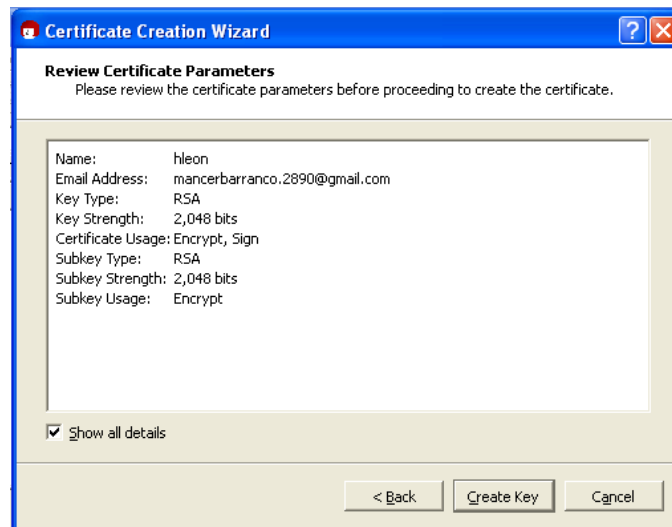 Certificate Creation Wizard
Review Certificate Parameters
Please review the certificate parameters before proceeding to create the certificate.
Name: hleon
Email Address: mancerbarranco.2890@gmail.com
Key Type: RSA
Key Strength: 2,048 bits
Certificate Usage: Encrypt, Sign
Subkey Type: RSA
Subkey Strength: 2,048 bits
Subkey Usage: Encrypt
Show all details
< Back Create Key Cancel